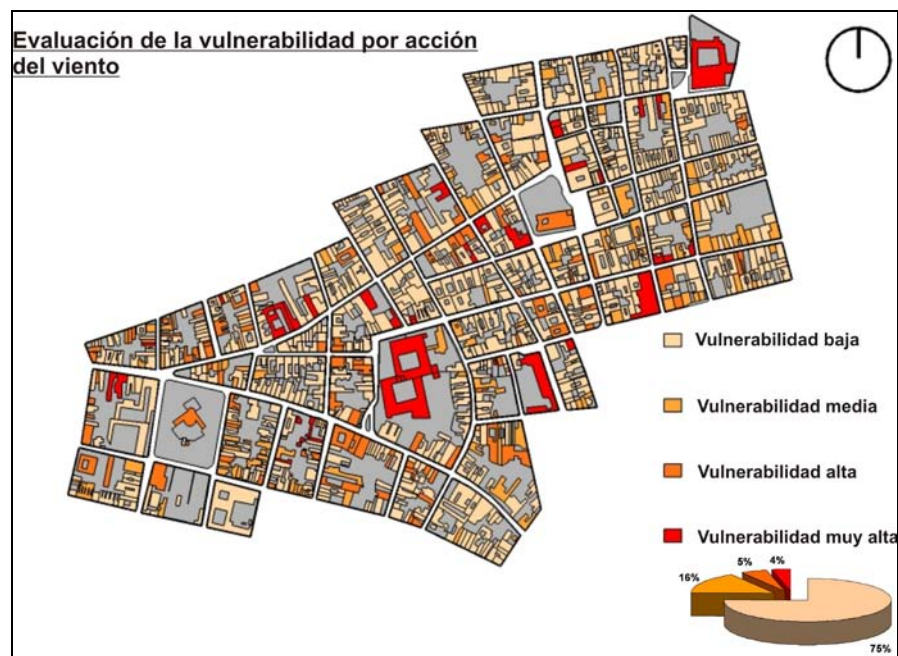 Evaluación de la vulnerabilidad por acción
del viento
Vulnerabilidad baja
Vulnerabilidad media
Vulnerabilidad alta
Vulnerabilidad muy alta
5%
4%
16%
75%